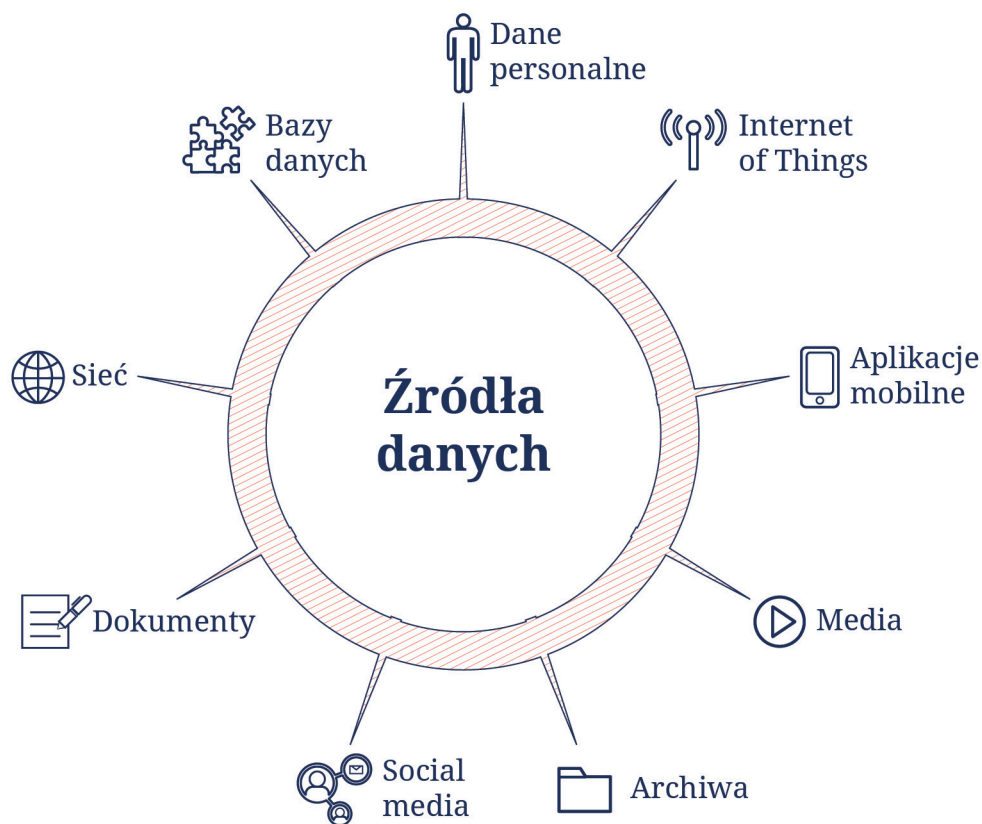 Dane
personalne
Bazy
danych
Internet
of Things
Sieć
Źródła
danych
Aplikacje
mobilne
Dokumenty
Media
Social
media
Archiwa